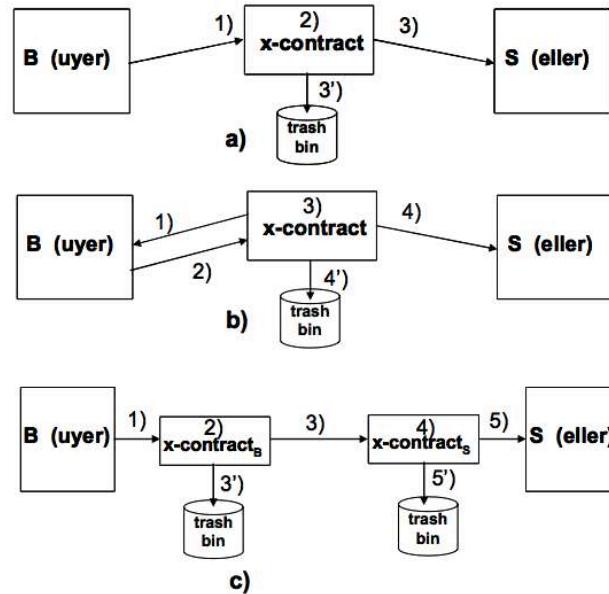 1)
2)
3)
B (uyer)
x-contract
S (eller)
3')
trash
bin
a)
1)
3)
4)
B (uyer)
x-contract
S (eller)
2)
4')
trash
bin
b)
1)
2)
3)
4)
5)
B (uyer)
x-contractB
x-contractS
S (eller)
3')
5')
trash
bin
trash
bin
c)